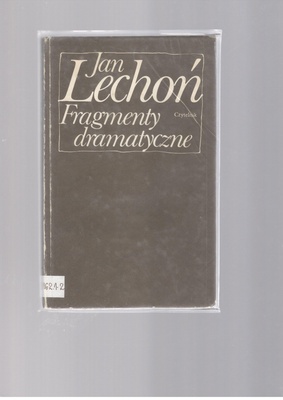 Jan
Lechoń
Fragmenty
Czytelnik
dramatyczne